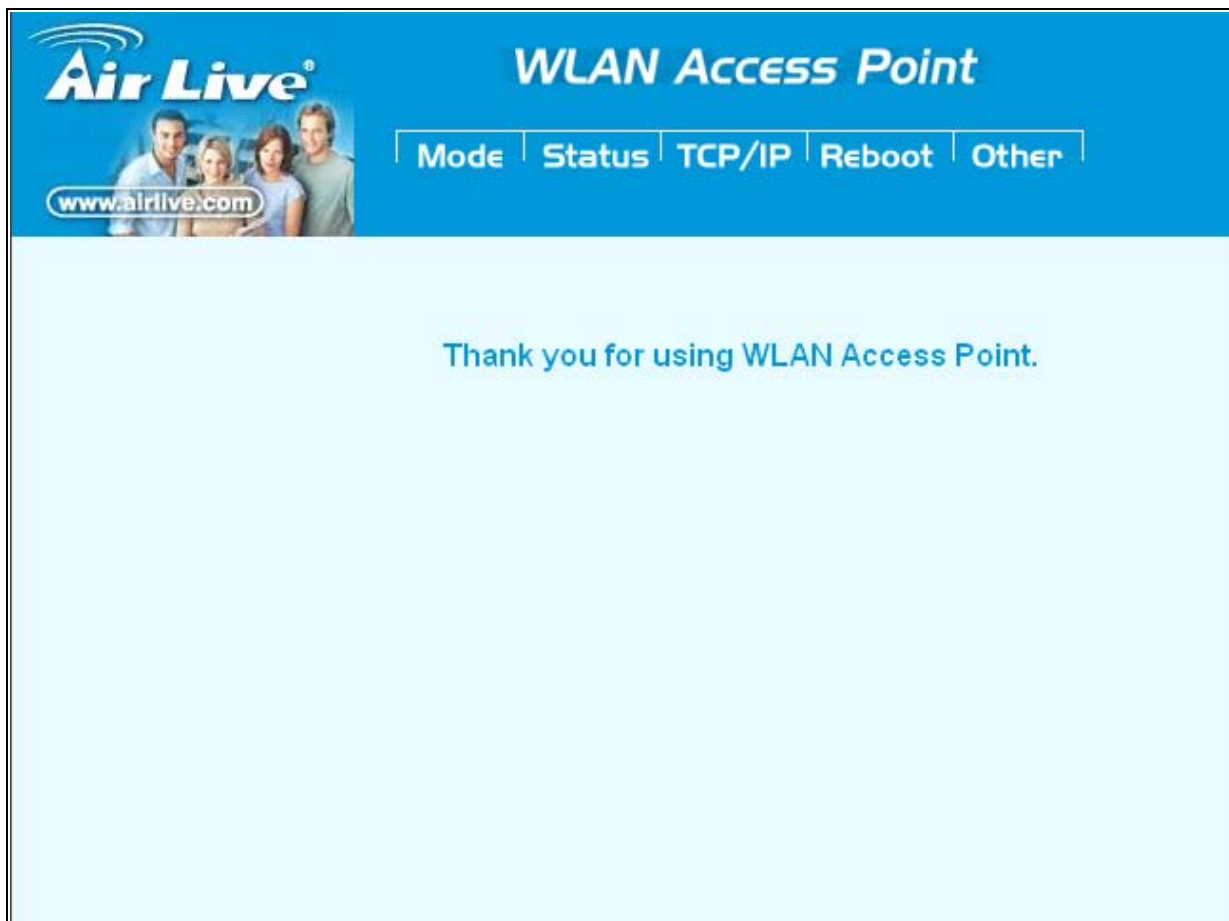 Air Live®
www.airlive.com
WLAN Access Point
Mode Status TCP/IP Reboot Other
Thank you for using WLAN Access Point.